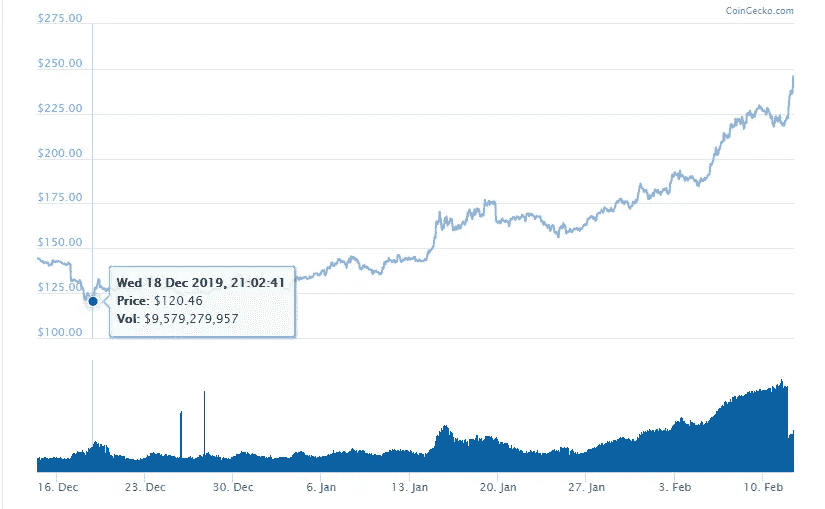 CoinGecko.com
$275.00
$250.00
$225.00
$200.00
$175.00
$150.00
$125.00
$100.00
Wed 18 Dec 2019, 21:02:41
Price: $120.46
Vol: $9,579,279,957
16. Dec 23. Dec 30. Dec 6. Jan 13. Jan 20. Jan 27. Jan 3. Feb 10. Feb